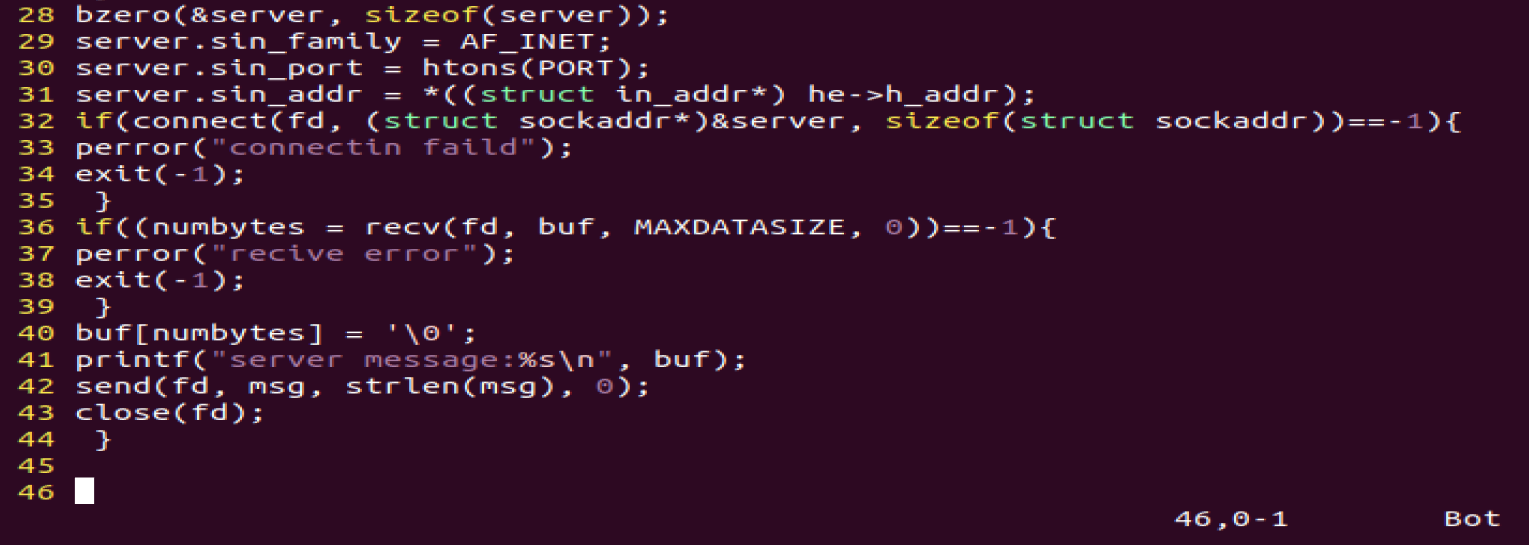 28 bzero(&server, sizeof(server));
29 server.sin_family = AF_INET;
30 server.sin_port = htons(PORT);
31 server.sin_addr = *((struct in_addr*) he->h_addr);
32 if(connect(fd, (struct sockaddr*)&server, sizeof(struct sockaddr))==-1){
33 perror("connectin faild");
34 exit(-1);
35  }
36 if((numbytes = recv(fd, buf, MAXDATASIZE, 0))==-1){
37 perror("recive error");
38 exit(-1);
39  }
40 buf[numbytes] = '\0';
41 printf("server message:%s\n", buf);
42 send(fd, msg, strlen(msg), 0);
43 close(fd);
44  }
45
46
46,0-1 Bot